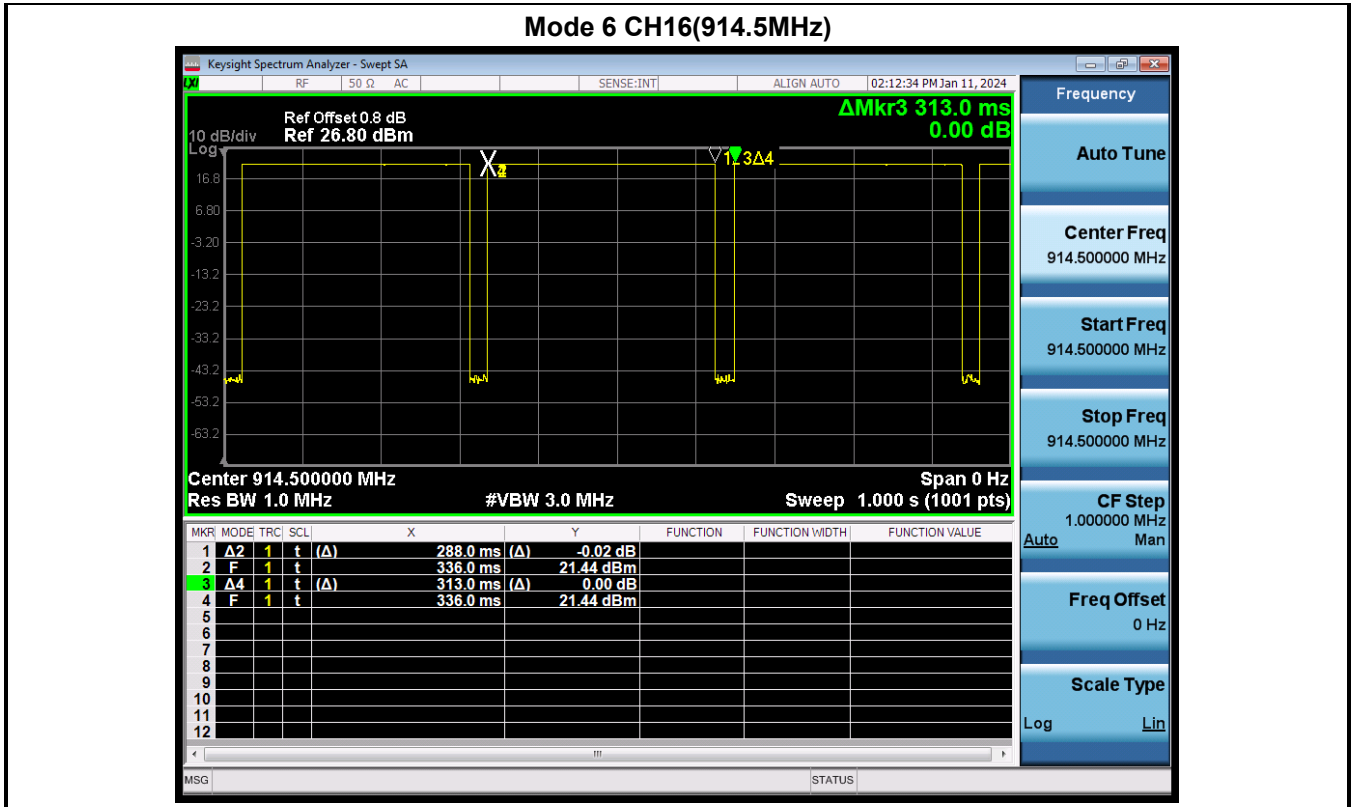 Mode 6 CH16(914.5MHz)
Keysight Spectrum Analyzer - Swept SA
LXI RF 50 Ω AC SENSE:INT ALIGN AUTO 02:12:34 PM Jan 11, 2024
ΔMkr3 313.0 ms
0.00 dB
Ref Offset 0.8 dB
10 dB/div Ref 26.80 dBm
Log
1 3Δ4
16.8
6.80
-3.20
-13.2
-23.2
-33.2
-43.2
-53.2
-63.2
Center 914.500000 MHz Span 0 Hz
Res BW 1.0 MHz #VBW 3.0 MHz Sweep 1.000 s (1001 pts)
MKR MODE TRC SCL X Y FUNCTION FUNCTION WIDTH FUNCTION VALUE
1 Δ2 1 t (Δ) 288.0 ms (Δ) -0.02 dB
2 F 1 t 336.0 ms 21.44 dBm
3 Δ4 1 t (Δ) 313.0 ms (Δ) 0.00 dB
4 F 1 t 336.0 ms 21.44 dBm
5
6
7
8
9
10
11
12
MSG STATUS
Frequency
Auto Tune
Center Freq
914.500000 MHz
Start Freq
914.500000 MHz
Stop Freq
914.500000 MHz
CF Step
1.000000 MHz
Auto Man
Freq Offset
0 Hz
Scale Type
Log Lin